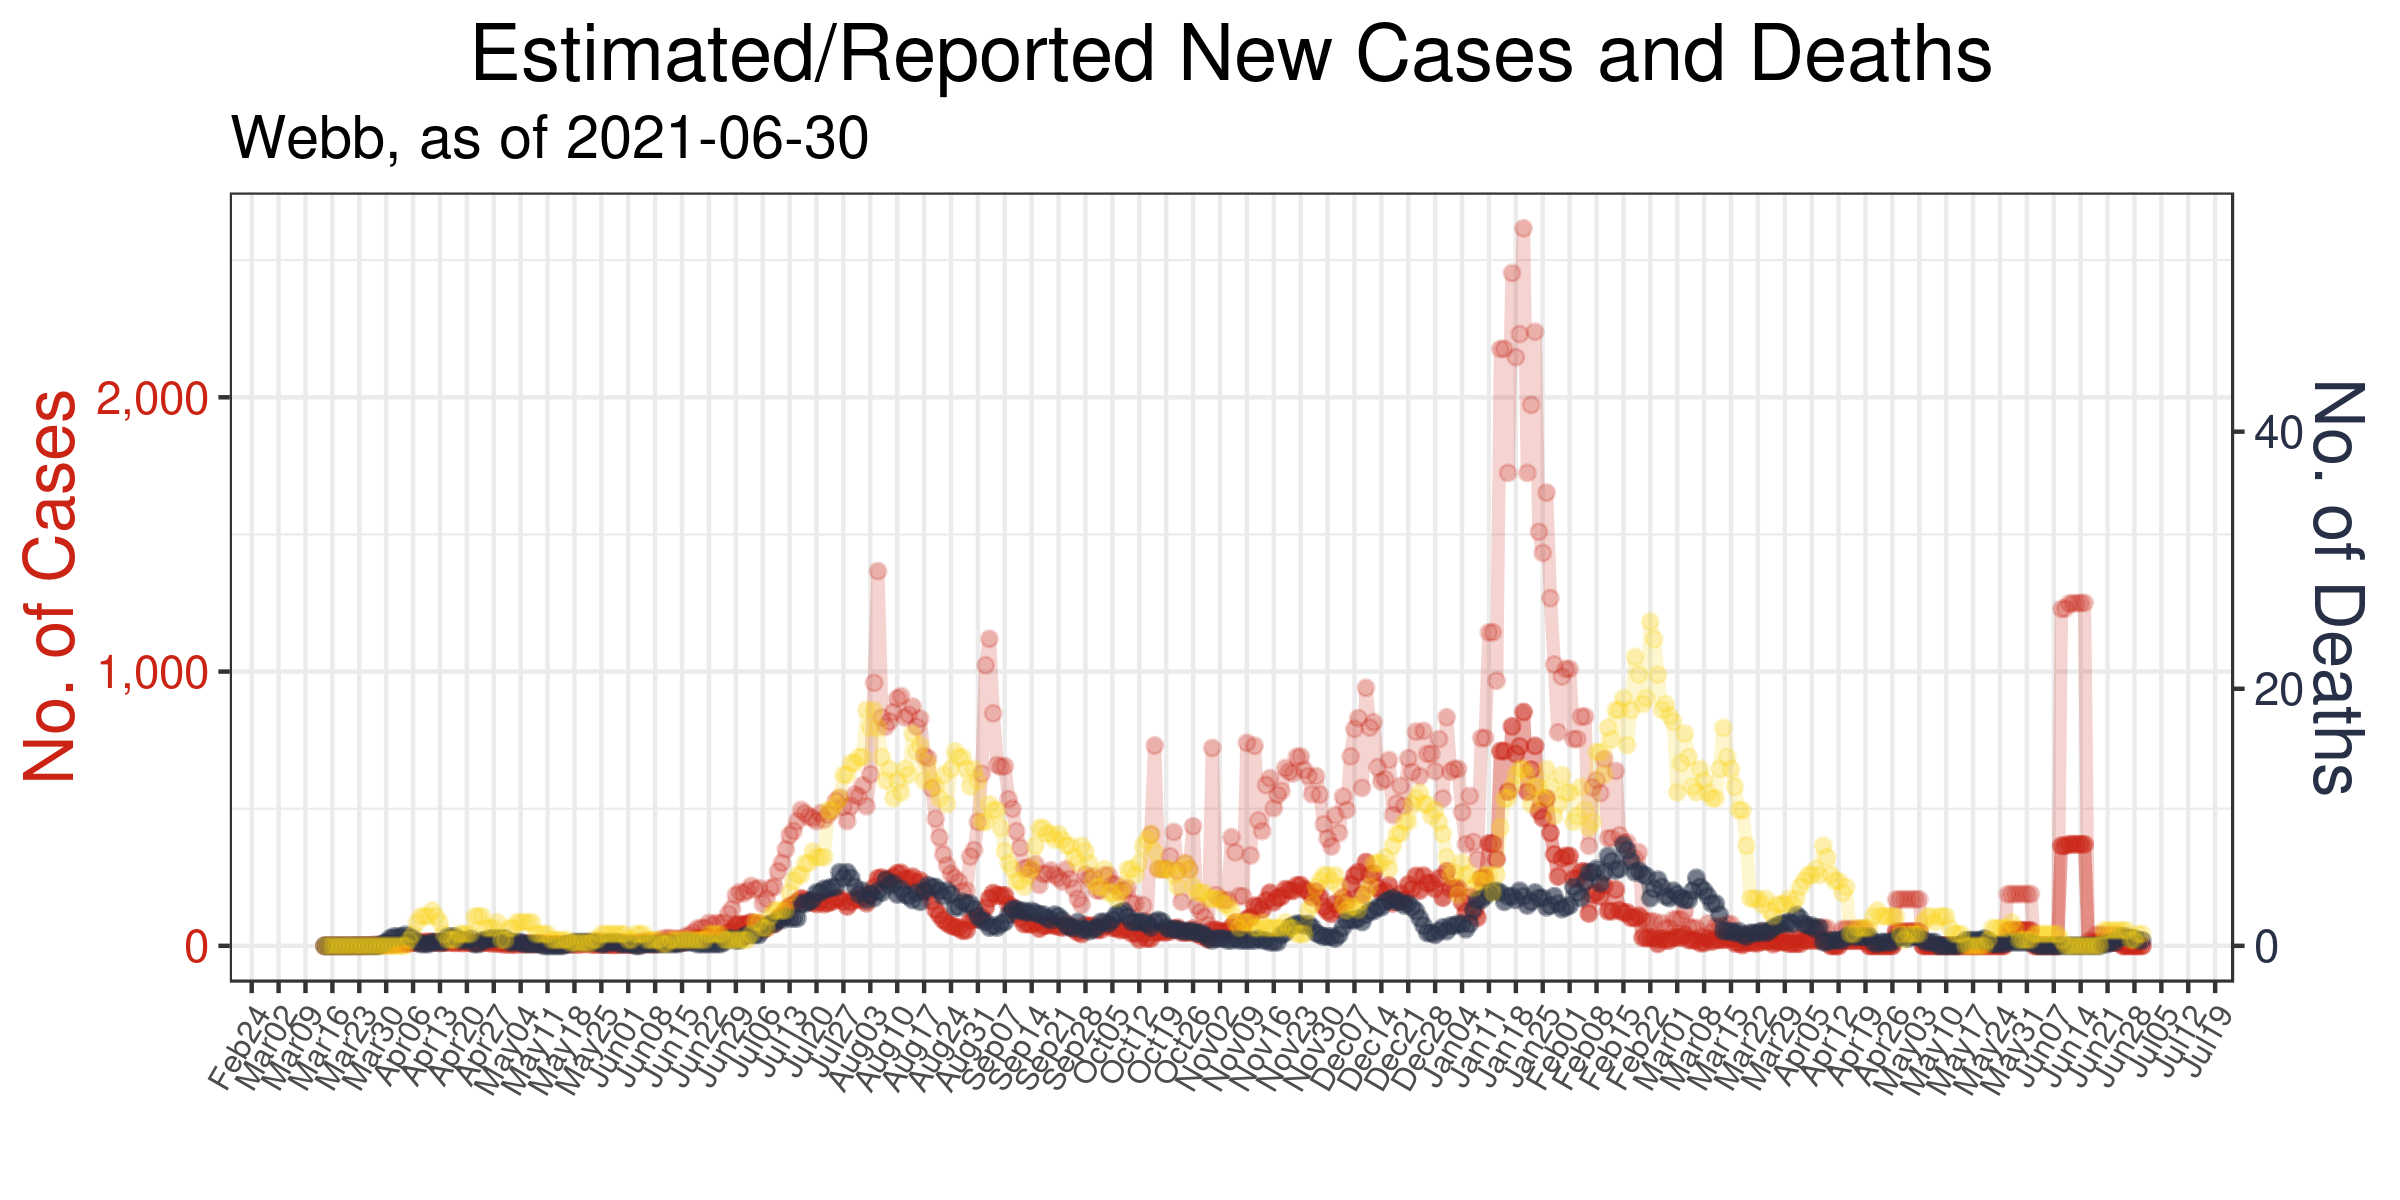 Estimated/Reported New Cases and Deaths
Webb, as of 2021-06-30
No. of Cases
2,000
1,000
0
40
20
0
No. of Deaths
Feb24
Mar02
Mar09
Mar16
Mar23
Mar30
Apr06
Apr13
Apr20
Apr27
May04
May11
May18
May25
Jun01
Jun08
Jun15
Jun22
Jun29
Jul06
Jul13
Jul20
Jul27
Aug03
Aug10
Aug17
Aug24
Aug31
Sep07
Sep14
Sep21
Sep28
Oct05
Oct12
Oct19
Oct26
Nov02
Nov09
Nov16
Nov23
Nov30
Dec07
Dec14
Dec21
Dec28
Jan04
Jan11
Jan18
Jan25
Feb01
Feb08
Feb15
Feb22
Mar01
Mar08
Mar15
Mar22
Mar29
Apr05
Apr12
Apr19
Apr26
May03
May10
May17
May24
May31
Jun07
Jun14
Jun21
Jun28
Jul05
Jul12
Jul19